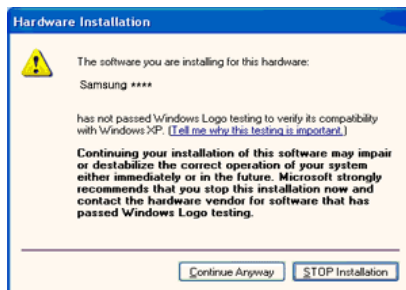 Hardware Installation
The software you are installing for this hardware:
Samsung ****
has not passed Windows Logo testing to verify its compatibility
with Windows XP. (Tell me why this testing is important.)
Continuing your installation of this software may impair
or destabilize the correct operation of your system
either immediately or in the future. Microsoft strongly
recommends that you stop this installation now and
contact the hardware vendor for software that has
passed Windows Logo testing.
Continue Anyway
STOP Installation